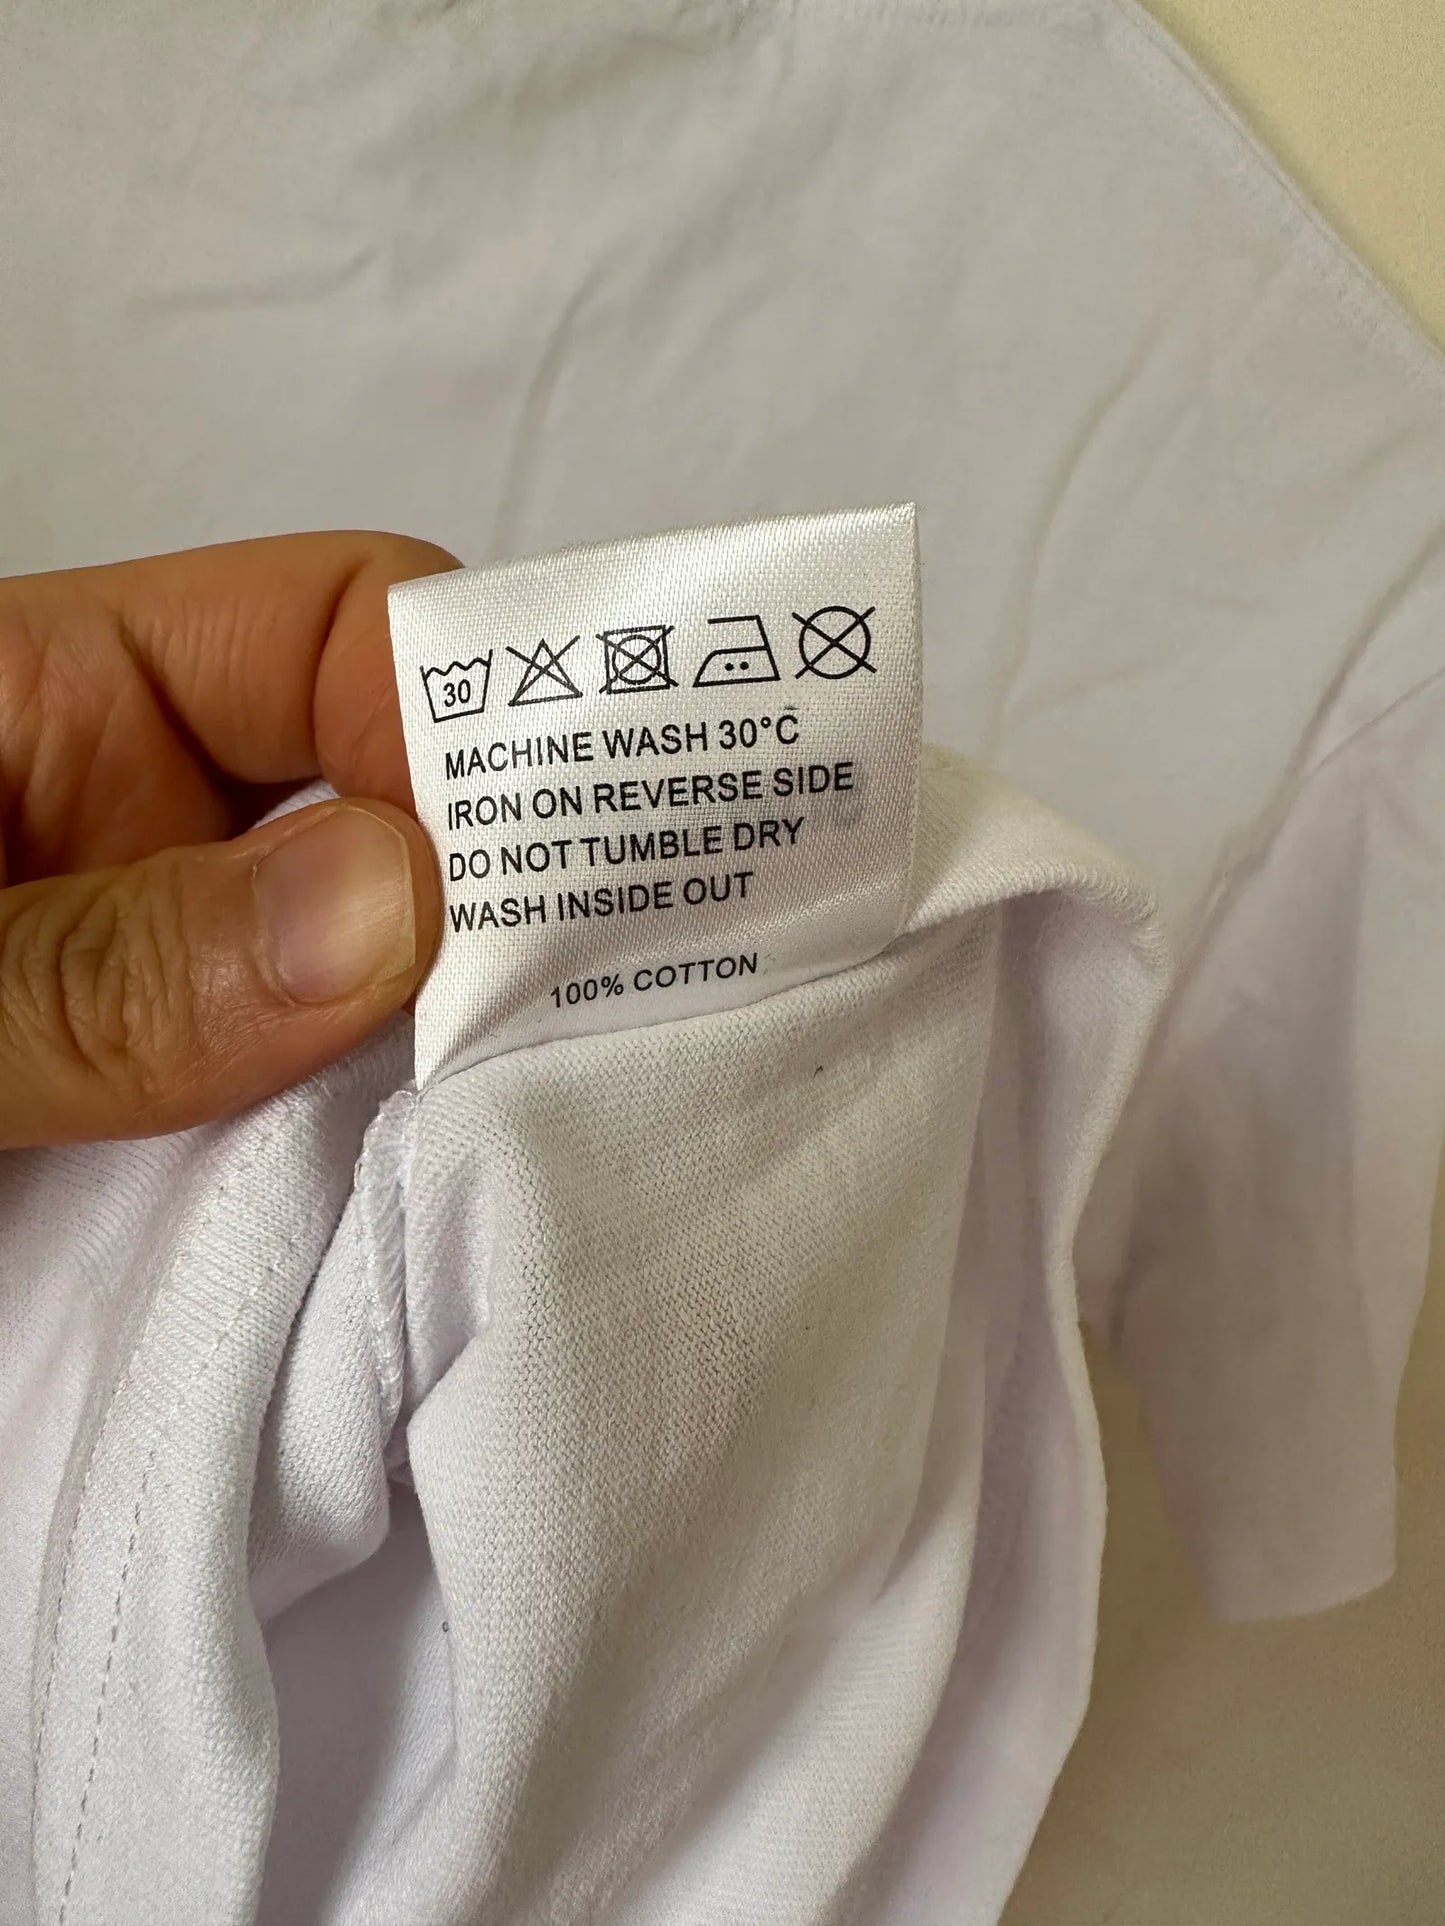 30
MACHINE WASH 30°C
IRON ON REVERSE SIDE
DO NOT TUMBLE DRY
WASH INSIDE OUT
100% COTTON